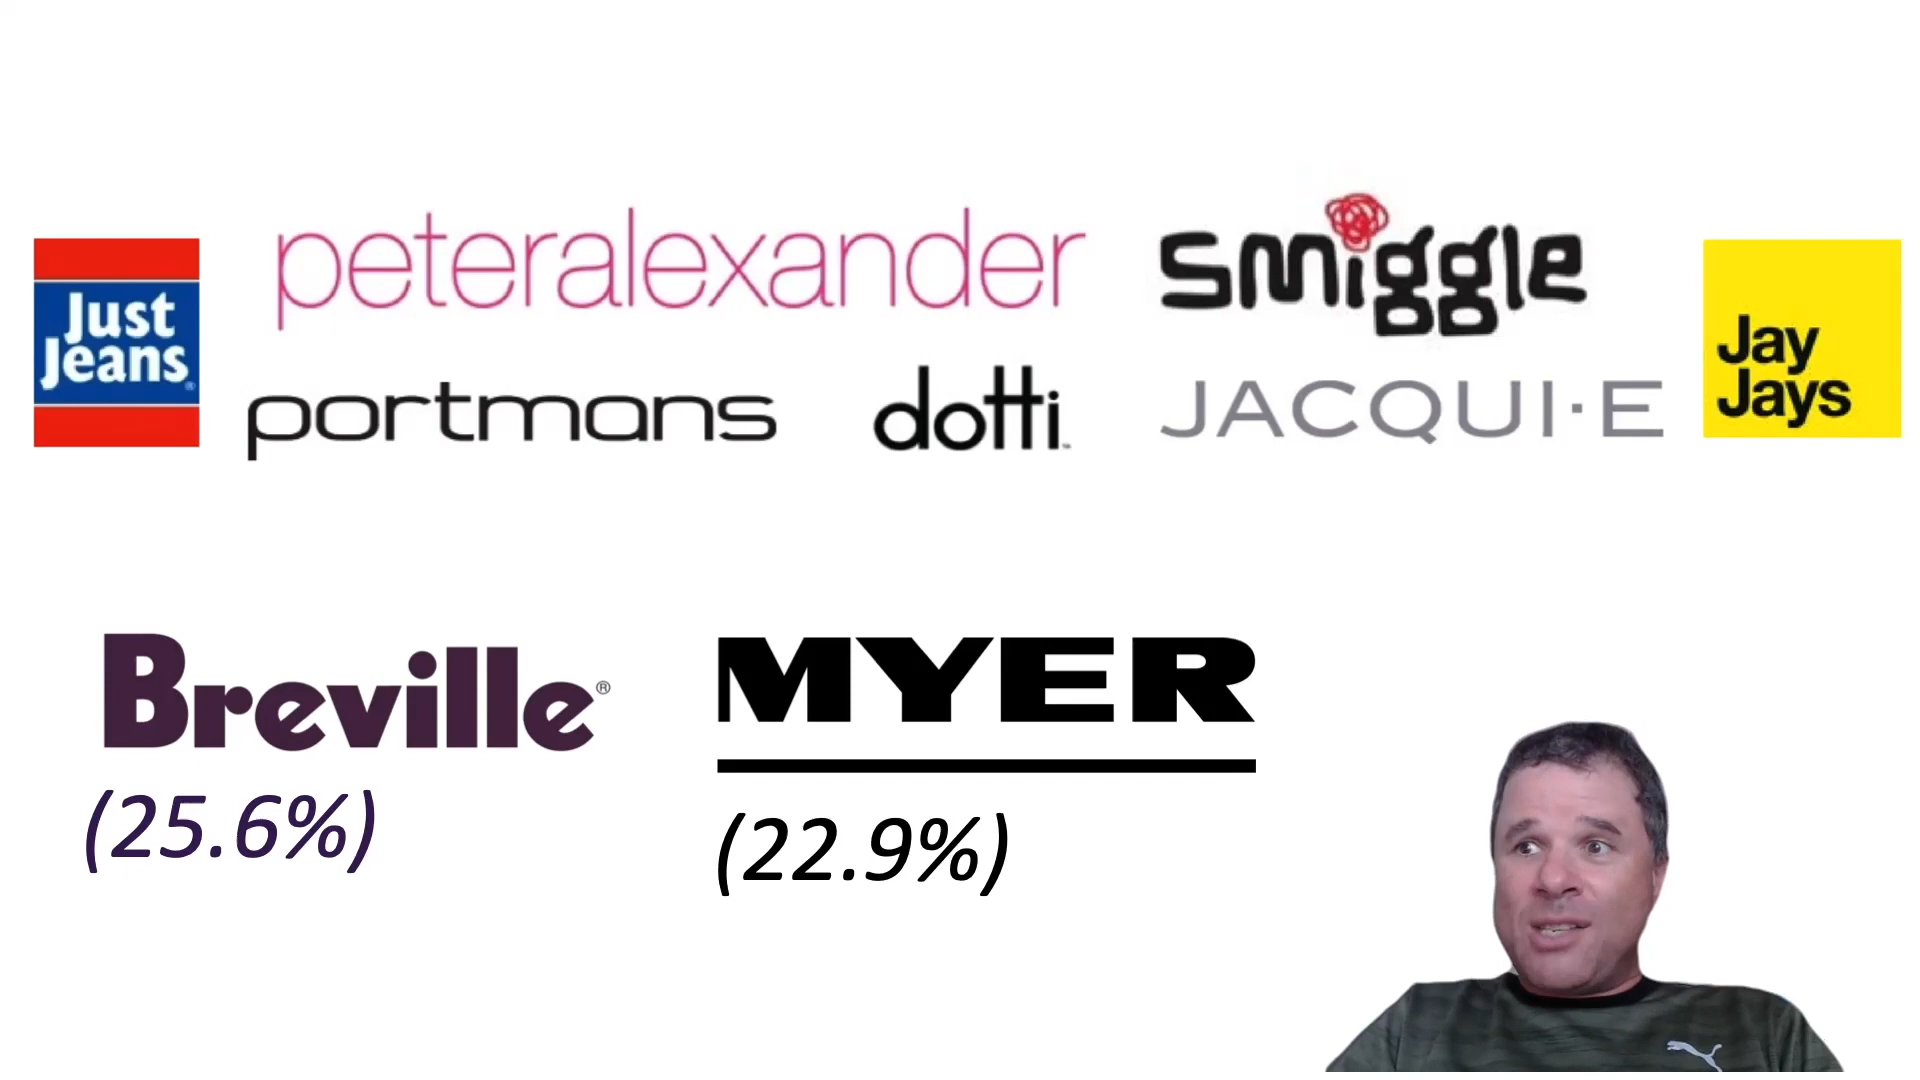 Just
Jeans
peteralexander
smiggle
Jay
Jays
portmans
dotti
JACQUI·E
Breville®
(25.6%)
MYER
(22.9%)